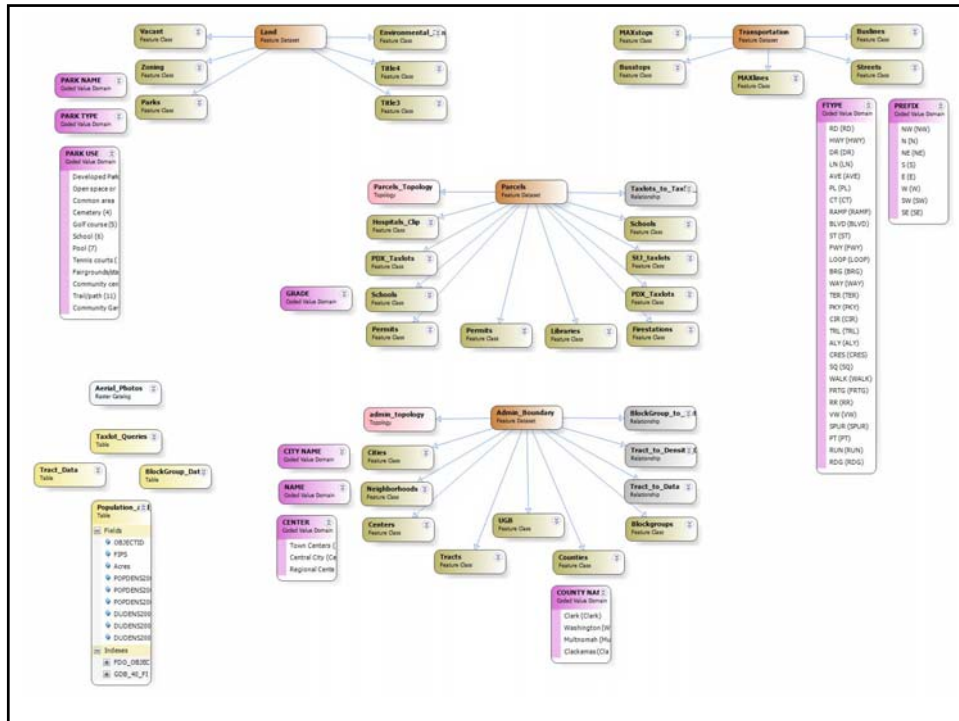 Vacant
Feature Class
Land
Feature Dataset
Environmental_
Feature Class
Zoning
Feature Class
Title4
Feature Class
PARK NAME
Coded Value Domain
Parks
Feature Class
Title3
Feature Class
PARK TYPE
Coded Value Domain
PARK USE
Coded Value Domain
Developed Park
Open space or
Common area
Cemetary (4)
Golf course (5)
School (6)
Pool (7)
Tennis courts (
Fairgrounds/sta
Community cen
Trail/path (11)
Community Gar
MAXstops
Feature Class
Transportation
Feature Dataset
Buslines
Feature Class
Busstops
Feature Class
MAXlines
Feature Class
Streets
Feature Class
FTYPE
Coded Value Domain
RD (RD)
HWY (HWY)
DR (DR)
LN (LN)
AVE (AVE)
PL (PL)
CT (CT)
RAMP (RAMP)
BLVD (BLVD)
ST (ST)
FWY (FWY)
LOOP (LOOP)
BRG (BRG)
WAY (WAY)
TER (TER)
PKY (PKY)
CIR (CIR)
TRL (TRL)
ALY (ALY)
CRES (CRES)
SQ (SQ)
WALK (WALK)
FRTG (FRTG)
RR (RR)
VW (VW)
SPUR (SPUR)
PT (PT)
RUN (RUN)
RDG (RDG)
PREFIX
Coded Value Domain
NW (NW)
N (N)
NE (NE)
S (S)
E (E)
W (W)
SW (SW)
SE (SE)
Parcels_Topology
Topology
Parcels
Feature Dataset
Taxlots_to_Taxl
Relationship
Hospitals_Clip
Feature Class
Schools
Feature Class
PDX_Taxlots
Feature Class
Feature Class
GRADE
Coded Value Domain
Schools
Feature Class
PDX_Taxlots
Feature Class
Permits
Feature Class
Permits
Feature Class
Libraries
Feature Class
Firestations
Feature Class
Aerial_Photos
Raster Catalog
Taxlot_Queries
Table
Tract_Data
Table
BlockGroup_Dat
Table
Population_
Table
Fields
OBJECTID
FIPS
Acres
POPDENS20
POPDENS20
POPDENS20
DUDENS200
DUDENS200
DUDENS200
Indexes
FDO_OBJEC
GDB_40_FI
admin_topology
Topology
Admin_Boundary
Feature Dataset
BlockGroup_to_
Relationship
CITY NAME
Coded Value Domain
Cities
Feature Class
Tract_to_Densit
Relationship
NAME
Coded Value Domain
Neighborhoods
Feature Class
Tract_to_Data
Relationship
CENTER
Coded Value Domain
Town Centers (
Central City (Ce
Regional Cente
Centers
Feature Class
UGB
Feature Class
Blockgroups
Feature Class
Tracts
Feature Class
Counties
Feature Class
COUNTY NA
Coded Value Domain
Clark (Clark)
Washington (W
Multnomah (Mu
Clackamas (Cla